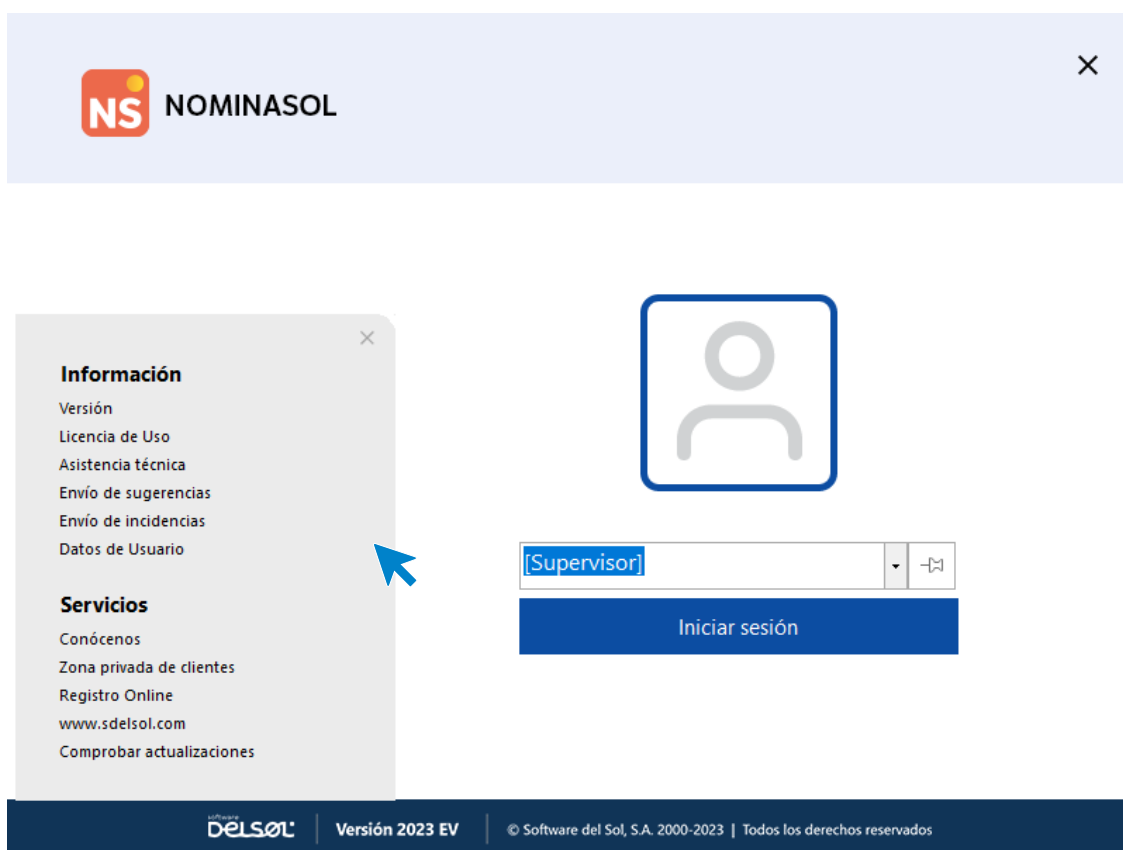 NS NOMINASOL
Información
Versión
Licencia de Uso
Asistencia técnica
Envío de sugerencias
Envío de incidencias
Datos de Usuario
Servicios
Conócenos
Zona privada de clientes
Registro Online
www.sdelsol.com
Comprobar actualizaciones
[Supervisor]
Iniciar sesión
software
DELSOL
Versión 2023 EV
© Software del Sol, S.A. 2000-2023 | Todos los derechos reservados